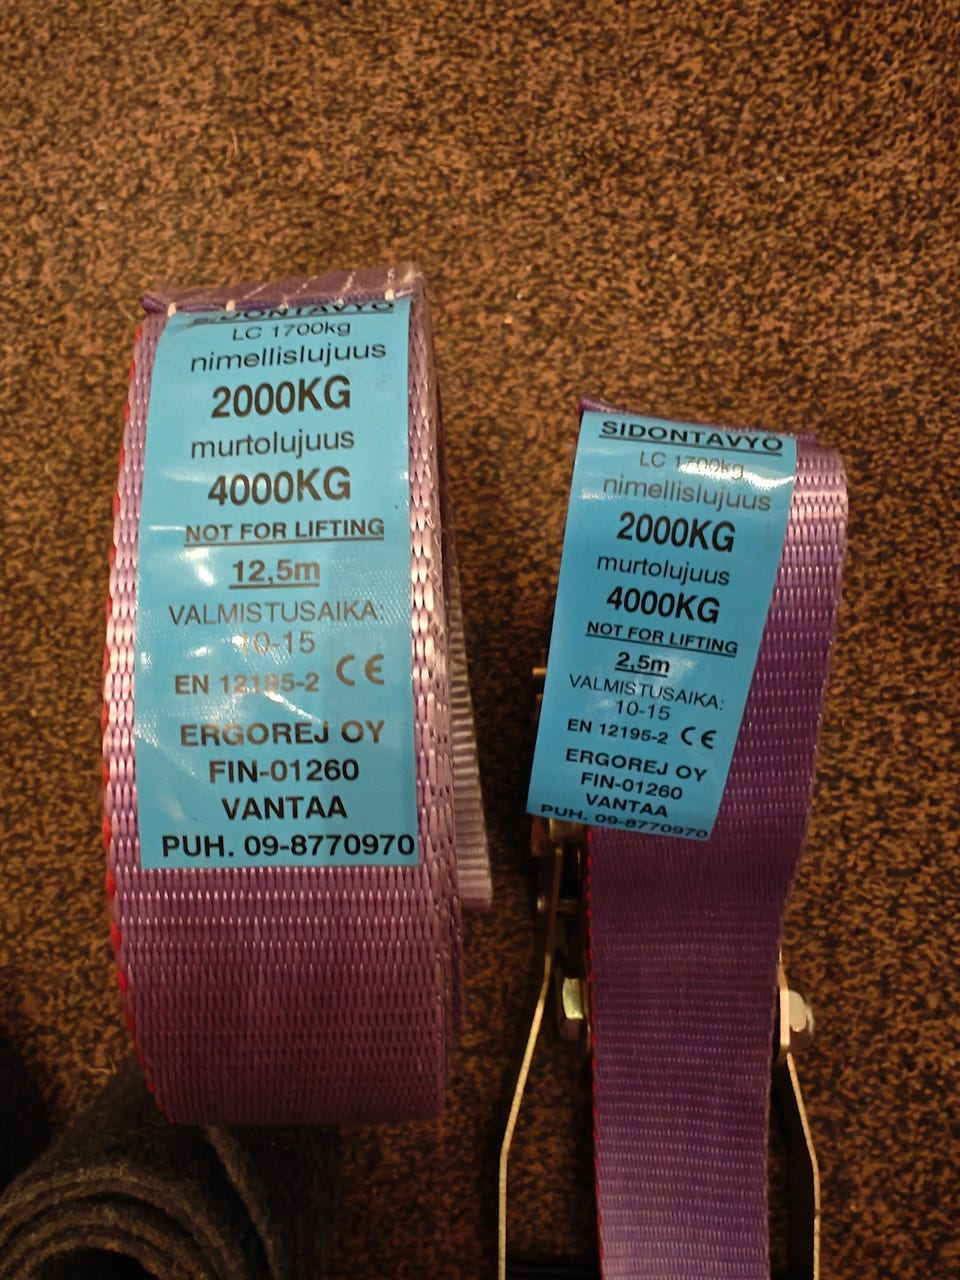 SIDONTAVYÖ
LC 1700kg
nimellislujuus
2000KG
murtolujuus
4000KG
NOT FOR LIFTING
12,5m
VALMISTUSAIKA:
10-15
EN 12195-2 CE
ERGOREJ OY
FIN-01260
VANTAA
PUH. 09-8770970
SIDONTAVYÖ
LC 1700kg
nimellislujuus
2000KG
murtolujuus
4000KG
NOT FOR LIFTING
2,5m
VALMISTUSAIKA:
10-15
EN 12195-2 CE
ERGOREJ OY
FIN-01260
VANTAA
PUH. 09-8770970